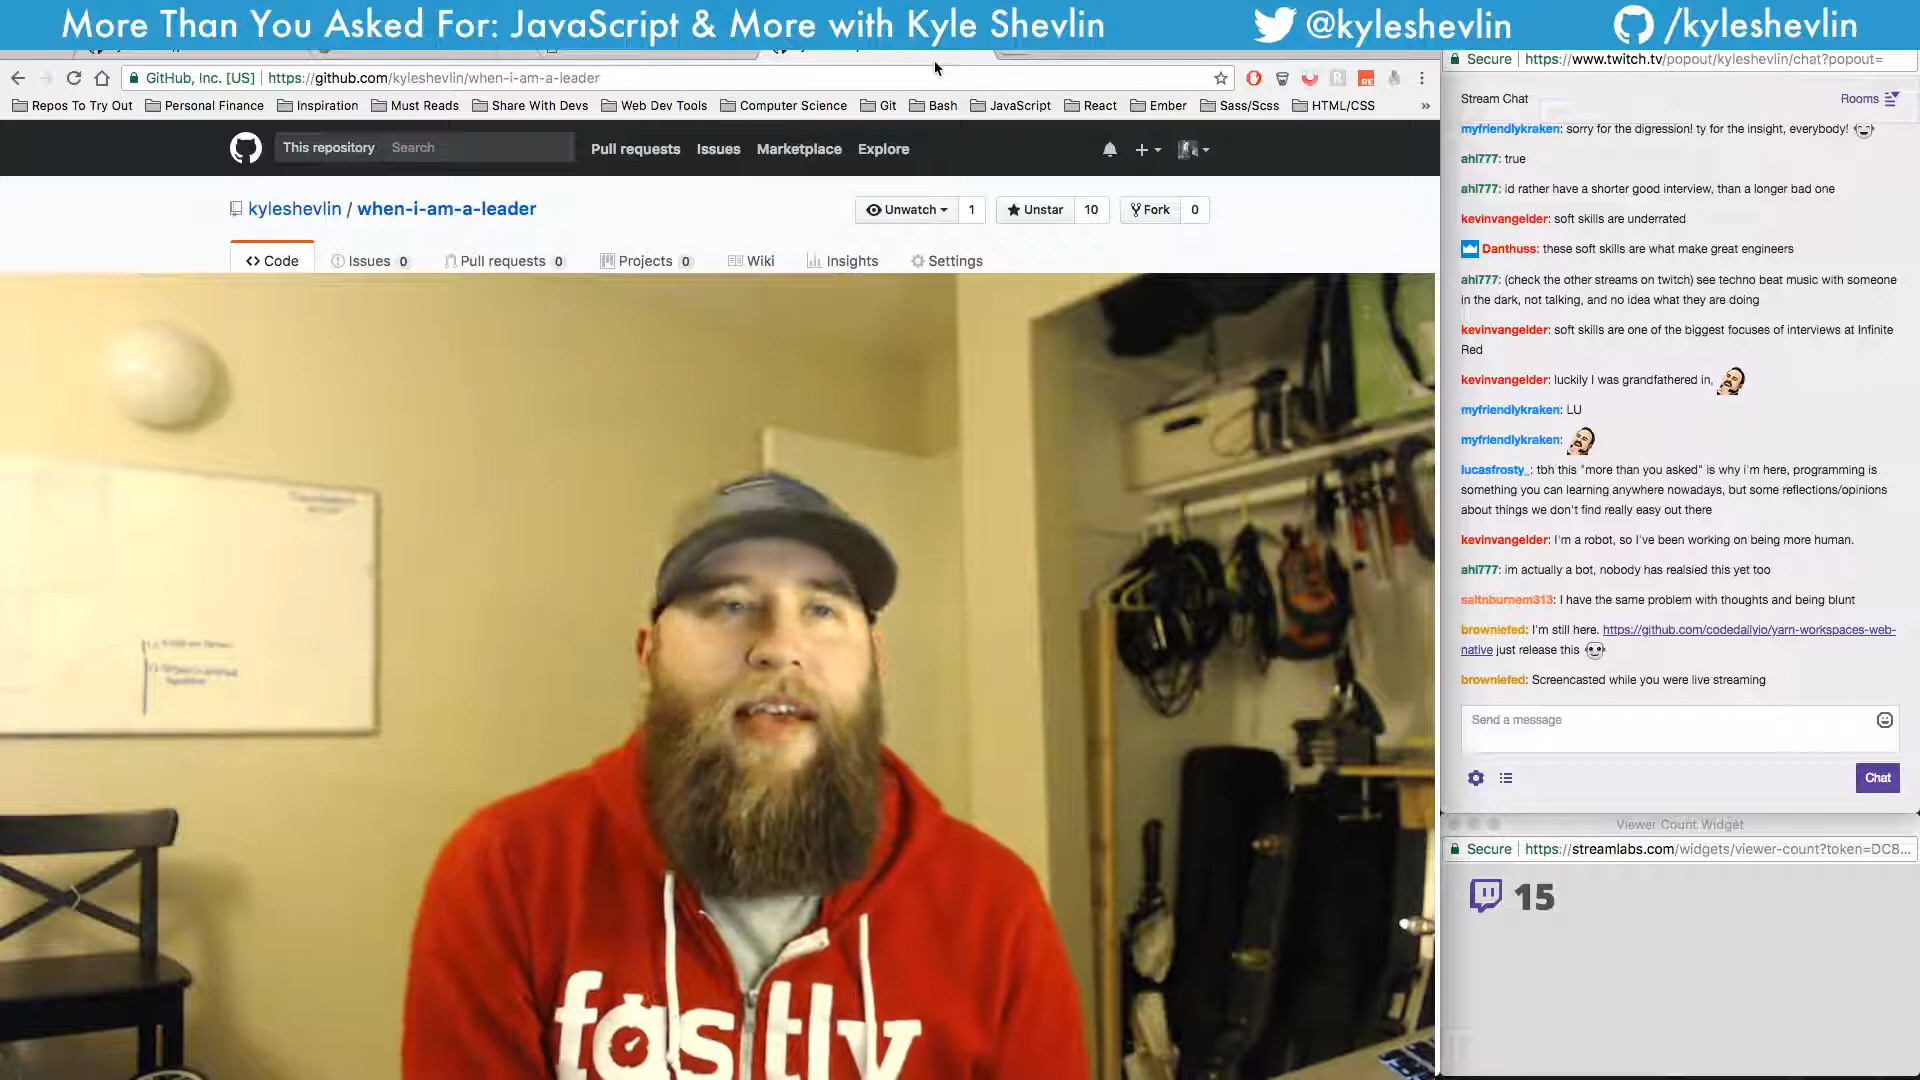 More Than You Asked For: JavaScript & More with Kyle Shevlin
@kyleshevlin
/kyleshevlin
GitHub, Inc. [US]
https://github.com/kyleshevlin/when-i-am-a-leader
Repos To Try Out
Personal Finance
Inspiration
Must Reads
Share With Devs
Web Dev Tools
Computer Science
Git
Bash
JavaScript
React
Ember
Sass/Scss
HTML/CSS
»
This repository
Search
Pull requests
Issues
Marketplace
Explore
kyleshevlin / when-i-am-a-leader
Unwatch
1
Unstar
10
Fork
0
Code
Issues 0
Pull requests 0
Projects 0
Wiki
Insights
Settings
fastly
Secure
https://www.twitch.tv/popout/kyleshevlin/chat?popout=
Stream Chat
Rooms
myfriendlykraken: sorry for the digression! ty for the insight, everybody!
ahl777: true
ahl777: id rather have a shorter good interview, than a longer bad one
kevinvangelder: soft skills are underrated
Danthuss: these soft skills are what make great engineers
ahl777: (check the other streams on twitch) see techno beat music with someone
in the dark, not talking, and no idea what they are doing
kevinvangelder: soft skills are one of the biggest focuses of interviews at Infinite
Red
kevinvangelder: luckily I was grandfathered in,
myfriendlykraken: LU
myfriendlykraken:
lucasfrosty_: tbh this "more than you asked" is why i'm here, programming is
something you can learning anywhere nowadays, but some reflections/opinions
about things we don't find really easy out there
kevinvangelder: I'm a robot, so I've been working on being more human.
ahl777: im actually a bot, nobody has realsied this yet too
saltnburnem313: I have the same problem with thoughts and being blunt
browniefed: I'm still here. https://github.com/codedailyio/yarn-workspaces-web-
native just release this
browniefed: Screencasted while you were live streaming
Send a message
Chat
Viewer Count Widget
Secure
https://streamlabs.com/widgets/viewer-count?token=DC8...
15